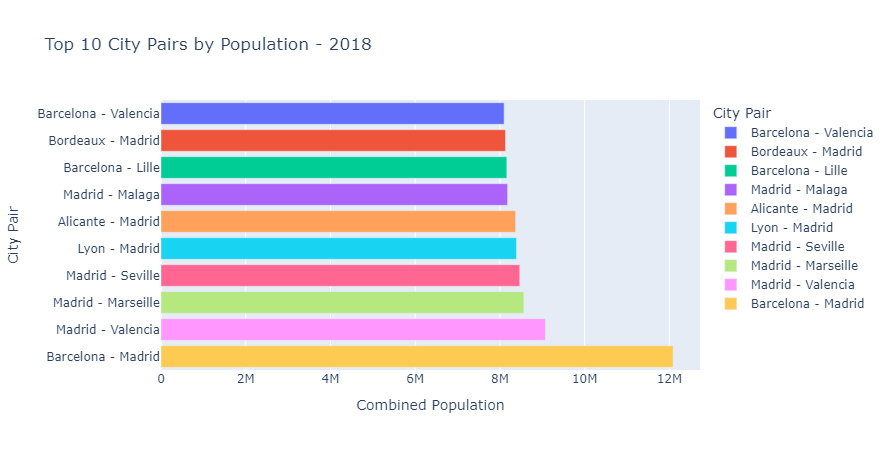 Top 10 City Pairs by Population - 2018
City Pair
Barcelona - Valencia
Bordeaux - Madrid
Barcelona - Lille
Madrid - Malaga
Alicante - Madrid
Lyon - Madrid
Madrid - Seville
Madrid - Marseille
Madrid - Valencia
Barcelona - Madrid
0 2M 4M 6M 8M 10M 12M
Combined Population
City Pair
Barcelona - Valencia
Bordeaux - Madrid
Barcelona - Lille
Madrid - Malaga
Alicante - Madrid
Lyon - Madrid
Madrid - Seville
Madrid - Marseille
Madrid - Valencia
Barcelona - Madrid